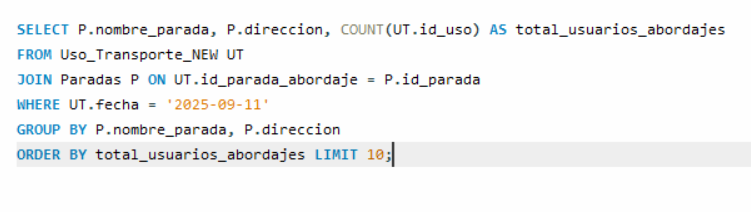 SELECT P.nombre_parada, P.direccion, COUNT(UT.id_uso) AS total_usuarios_abordajes
FROM Uso_Transporte_NEW UT
JOIN Paradas P ON UT.id_parada_abordaje = P.id_parada
WHERE UT.fecha = '2025-09-11'
GROUP BY P.nombre_parada, P.direccion
ORDER BY total_usuarios_abordajes LIMIT 10;